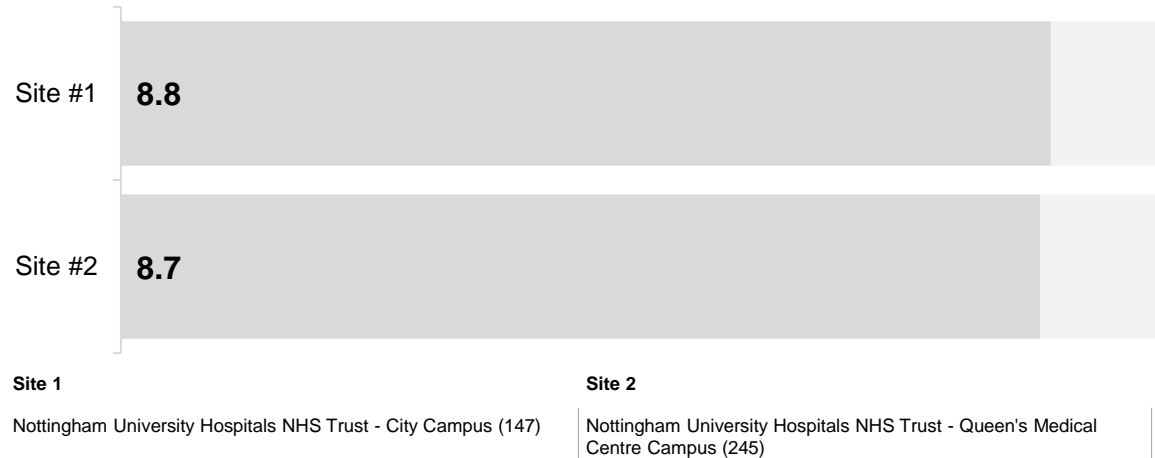 Site #1
8.8
Site #2
8.7
Site 1
Site 2
Nottingham University Hospitals NHS Trust - City Campus (147)
Nottingham University Hospitals NHS Trust - Queen's Medical
Centre Campus (245)